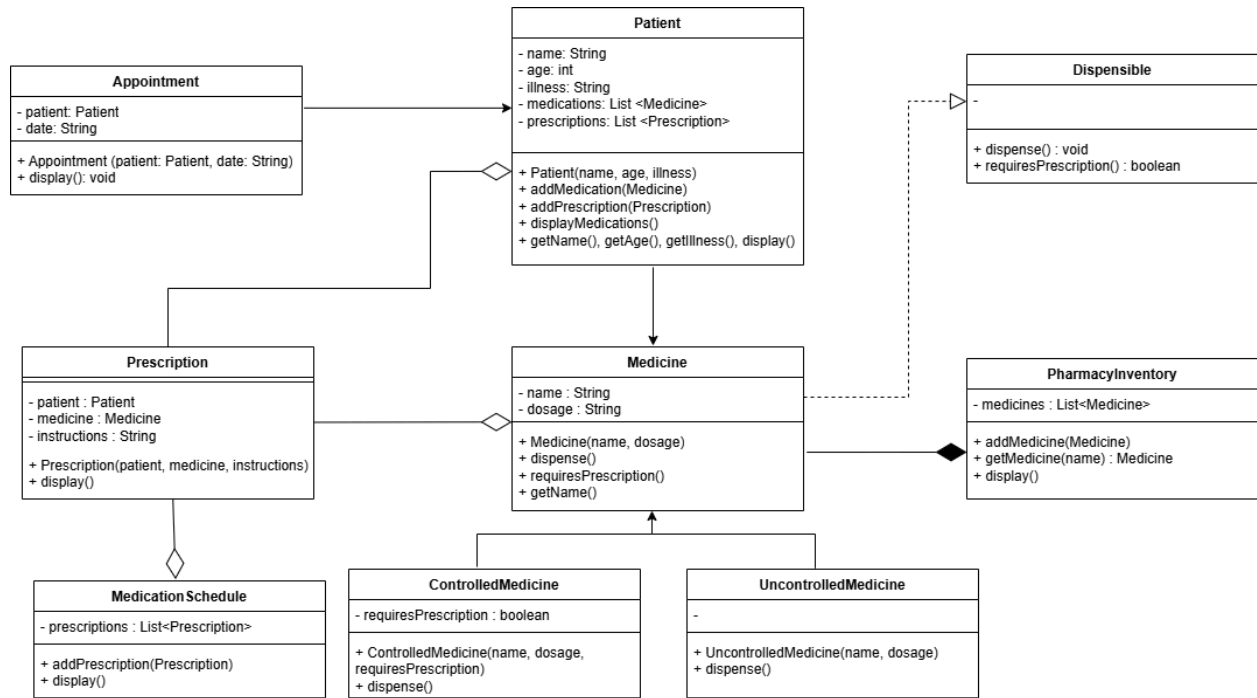 Patient
- name: String
- age: int
- illness: String
- medications: List <Medicine>
- prescriptions: List <Prescription>
+ Patient(name, age, illness)
+ addMedication(Medicine)
+ addPrescription(Prescription)
+ displayMedications()
+ getName(), getAge(), getIllness(), display()
Appointment
- patient: Patient
- date: String
+ Appointment (patient: Patient, date: String)
+ display(): void
Dispensible
-
+ dispense() : void
+ requiresPrescription() : boolean
Prescription
- patient : Patient
- medicine : Medicine
- instructions : String
+ Prescription(patient, medicine, instructions)
+ display()
Medicine
- name : String
- dosage : String
+ Medicine(name, dosage)
+ dispense()
+ requiresPrescription()
+ getName()
PharmacyInventory
- medicines : List<Medicine>
+ addMedicine(Medicine)
+ getMedicine(name) : Medicine
+ display()
MedicationSchedule
- prescriptions : List<Prescription>
+ addPrescription(Prescription)
+ display()
ControlledMedicine
- requiresPrescription : boolean
+ ControlledMedicine(name, dosage,
requiresPrescription)
+ dispense()
UncontrolledMedicine
-
+ UncontrolledMedicine(name, dosage)
+ dispense()